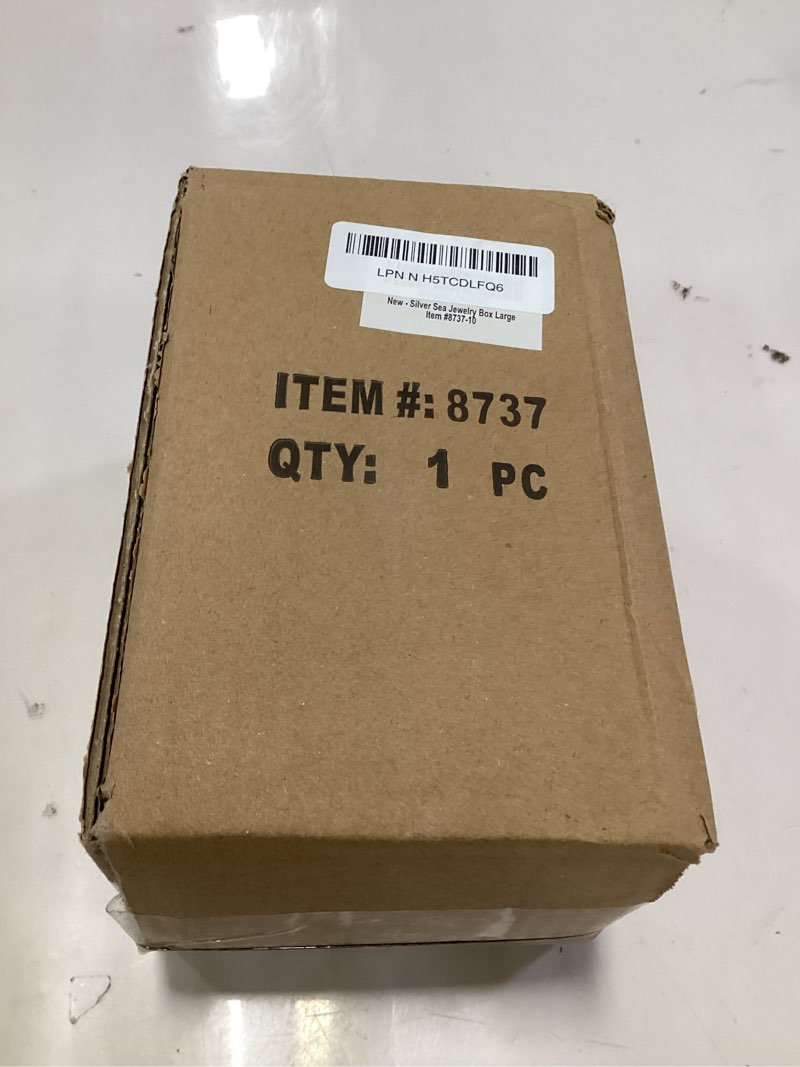 LPN N H5TCDLFQ6
New - Silver Sea Jewelry Box Large
Item #8737-10
ITEM #: 8737
QTY: 1 PC